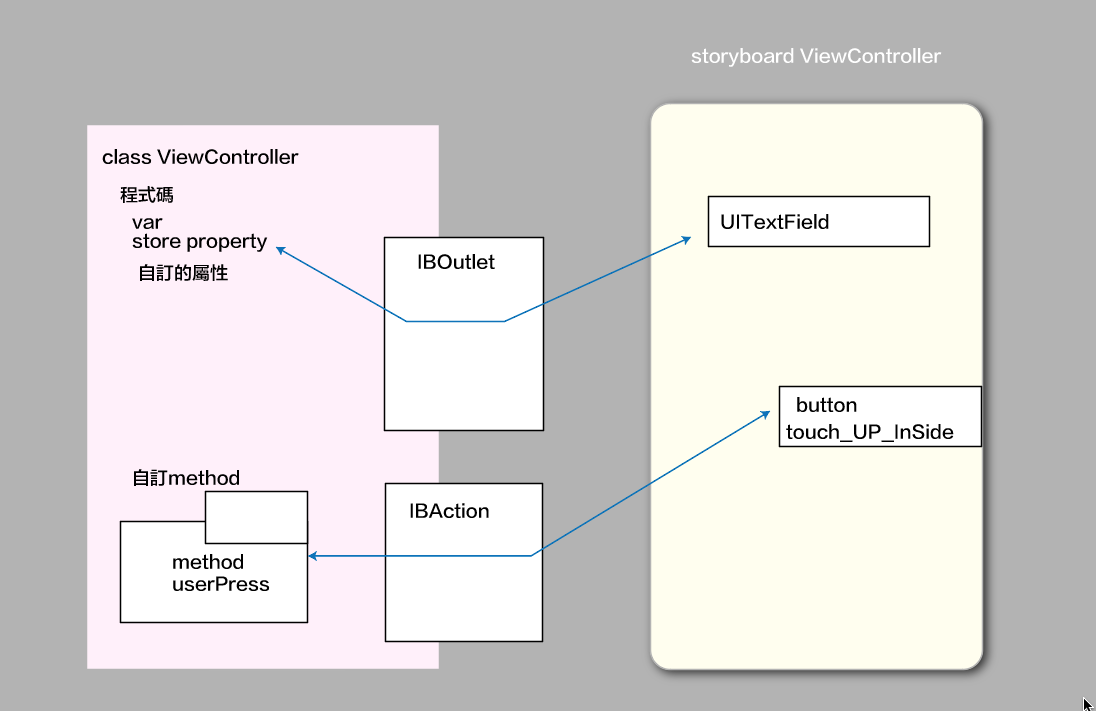 storyboard ViewController
class ViewController
程式碼
var
store property
自訂的屬性
IBOutlet
UITextField
button
touch_UP_InSide
自訂method
method
userPress
IBAction